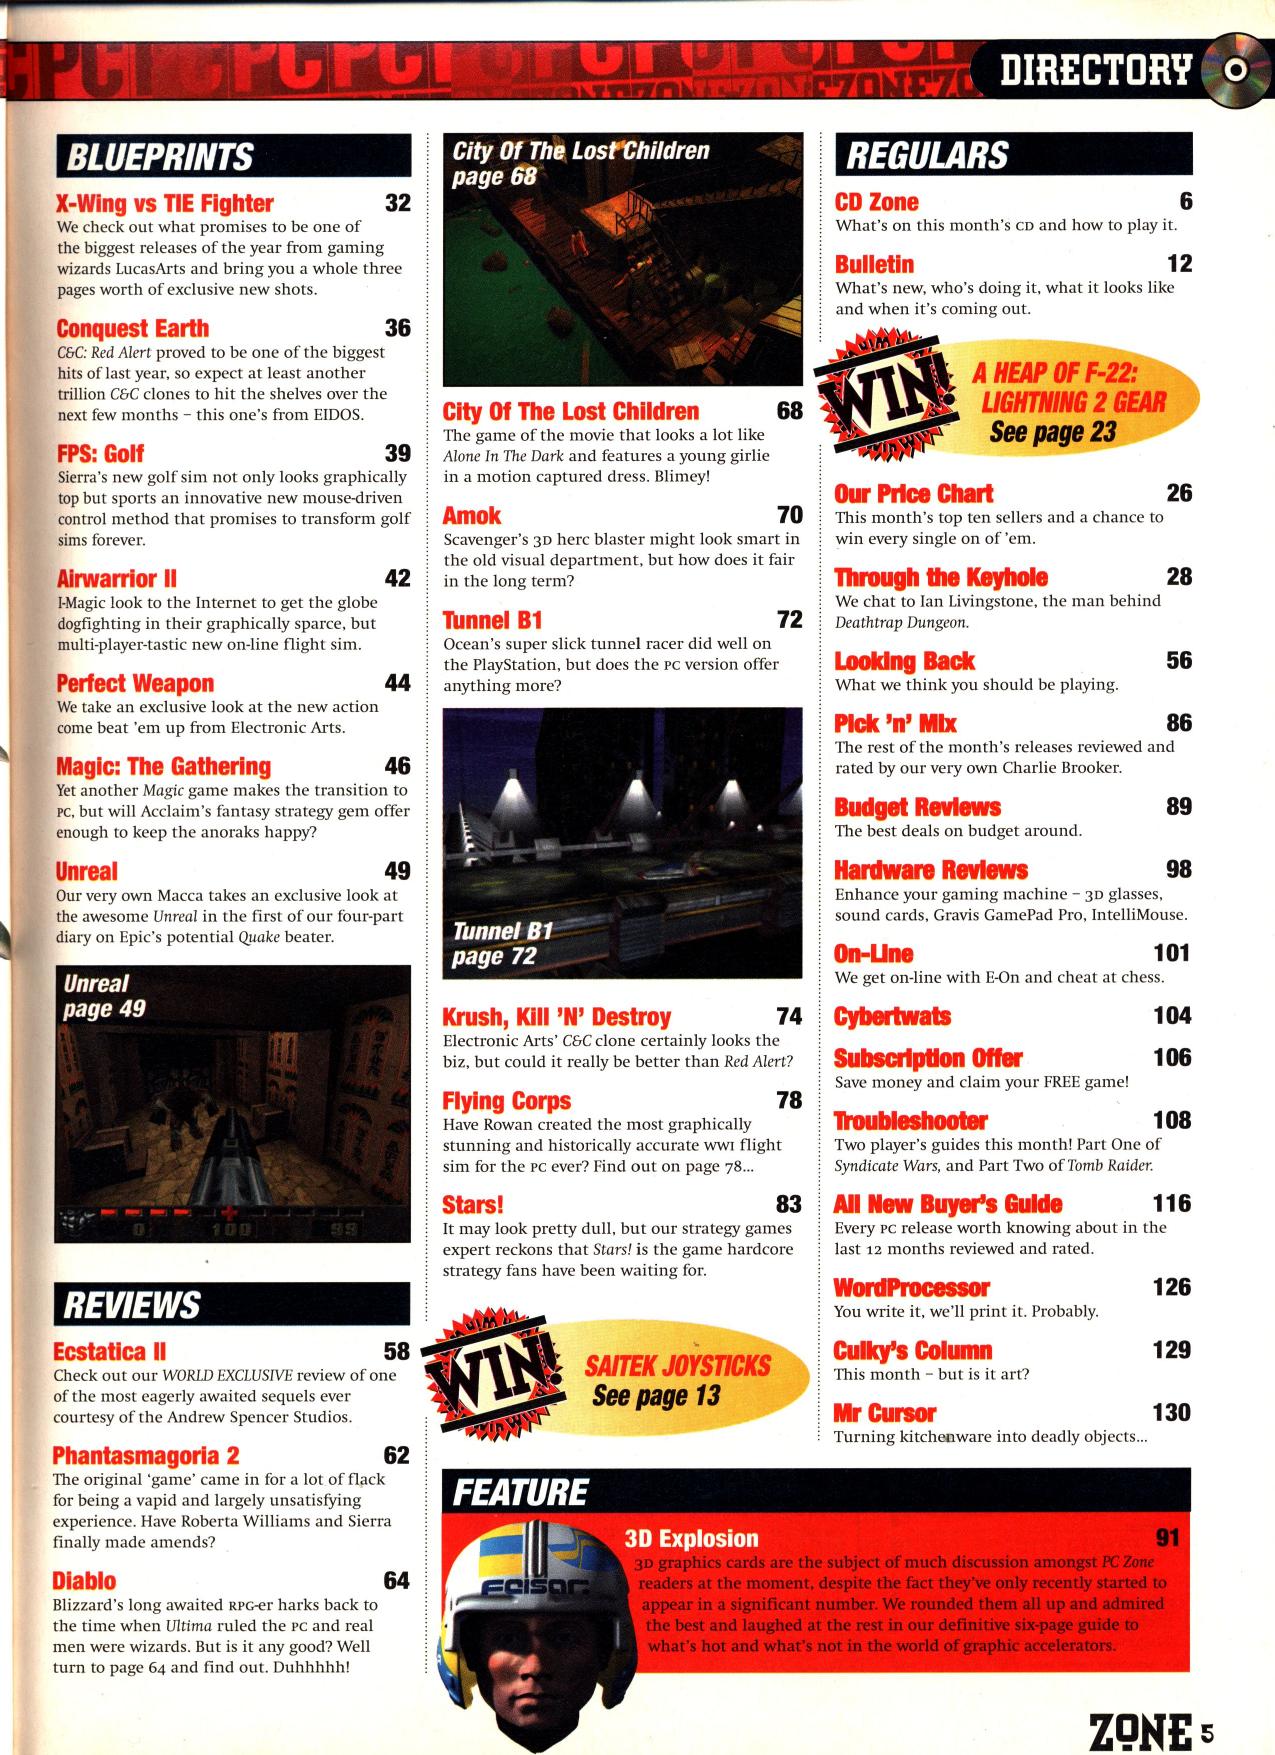 DIRECTORY
BLUEPRINTS
X-Wing vs TIE Fighter 32
We check out what promises to be one of
the biggest releases of the year from gaming
wizards LucasArts and bring you a whole three
pages worth of exclusive new shots.
Conquest Earth 36
C&C: Red Alert proved to be one of the biggest
hits of last year, so expect at least another
trillion C&C clones to hit the shelves over the
next few months – this one's from EIDOS.
FPS: Golf 39
Sierra's new golf sim not only looks graphically
top but sports an innovative new mouse-driven
control method that promises to transform golf
sims forever.
Airwarrior II 42
I-Magic look to the Internet to get the globe
dogfighting in their graphically sparce, but
multi-player-tastic new on-line flight sim.
Perfect Weapon 44
We take an exclusive look at the new action
come beat 'em up from Electronic Arts.
Magic: The Gathering 46
Yet another Magic game makes the transition to
PC, but will Acclaim's fantasy strategy gem offer
enough to keep the anoraks happy?
Unreal 49
Our very own Macca takes an exclusive look at
the awesome Unreal in the first of our four-part
diary on Epic's potential Quake beater.
Unreal
page 49
0 100 99
REVIEWS
Ecstatica II 58
Check out our WORLD EXCLUSIVE review of one
of the most eagerly awaited sequels ever
courtesy of the Andrew Spencer Studios.
Phantasmagoria 2 62
The original 'game' came in for a lot of flack
for being a vapid and largely unsatisfying
experience. Have Roberta Williams and Sierra
finally made amends?
Diablo 64
Blizzard's long awaited RPG-er harks back to
the time when Ultima ruled the PC and real
men were wizards. But is it any good? Well
turn to page 64 and find out. Duhhhhh!
City Of The Lost Children
page 68
City Of The Lost Children 68
The game of the movie that looks a lot like
Alone In The Dark and features a young girlie
in a motion captured dress. Blimey!
Amok 70
Scavenger's 3D herc blaster might look smart in
the old visual department, but how does it fair
in the long term?
Tunnel B1 72
Ocean's super slick tunnel racer did well on
the PlayStation, but does the PC version offer
anything more?
Tunnel B1
page 72
Krush, Kill 'N' Destroy 74
Electronic Arts' C&C clone certainly looks the
biz, but could it really be better than Red Alert?
Flying Corps 78
Have Rowan created the most graphically
stunning and historically accurate WWI flight
sim for the PC ever? Find out on page 78...
Stars! 83
It may look pretty dull, but our strategy games
expert reckons that Stars! is the game hardcore
strategy fans have been waiting for.
WIN!
SAITEK JOYSTICKS
See page 13
REGULARS
CD Zone 6
What's on this month's CD and how to play it.
Bulletin 12
What's new, who's doing it, what it looks like
and when it's coming out.
WIN!
A HEAP OF F-22:
LIGHTNING 2 GEAR
See page 23
Our Price Chart 26
This month's top ten sellers and a chance to
win every single on of 'em.
Through the Keyhole 28
We chat to Ian Livingstone, the man behind
Deathtrap Dungeon.
Looking Back 56
What we think you should be playing.
Pick 'n' Mix 86
The rest of the month's releases reviewed and
rated by our very own Charlie Brooker.
Budget Reviews 89
The best deals on budget around.
Hardware Reviews 98
Enhance your gaming machine – 3D glasses,
sound cards, Gravis GamePad Pro, IntelliMouse.
On-Line 101
We get on-line with E-On and cheat at chess.
Cybertwats 104
Subscription Offer 106
Save money and claim your FREE game!
Troubleshooter 108
Two player's guides this month! Part One of
Syndicate Wars, and Part Two of Tomb Raider.
All New Buyer's Guide 116
Every PC release worth knowing about in the
last 12 months reviewed and rated.
WordProcessor 126
You write it, we'll print it. Probably.
Culky's Column 129
This month – but is it art?
Mr Cursor 130
Turning kitchenware into deadly objects...
FEATURE
3D Explosion 91
3D graphics cards are the subject of much discussion amongst PC Zone
readers at the moment, despite the fact they've only recently started to
appear in a significant number. We rounded them all up and admired
the best and laughed at the rest in our definitive six-page guide to
what's hot and what's not in the world of graphic accelerators.
FEISAR
ZONE 5